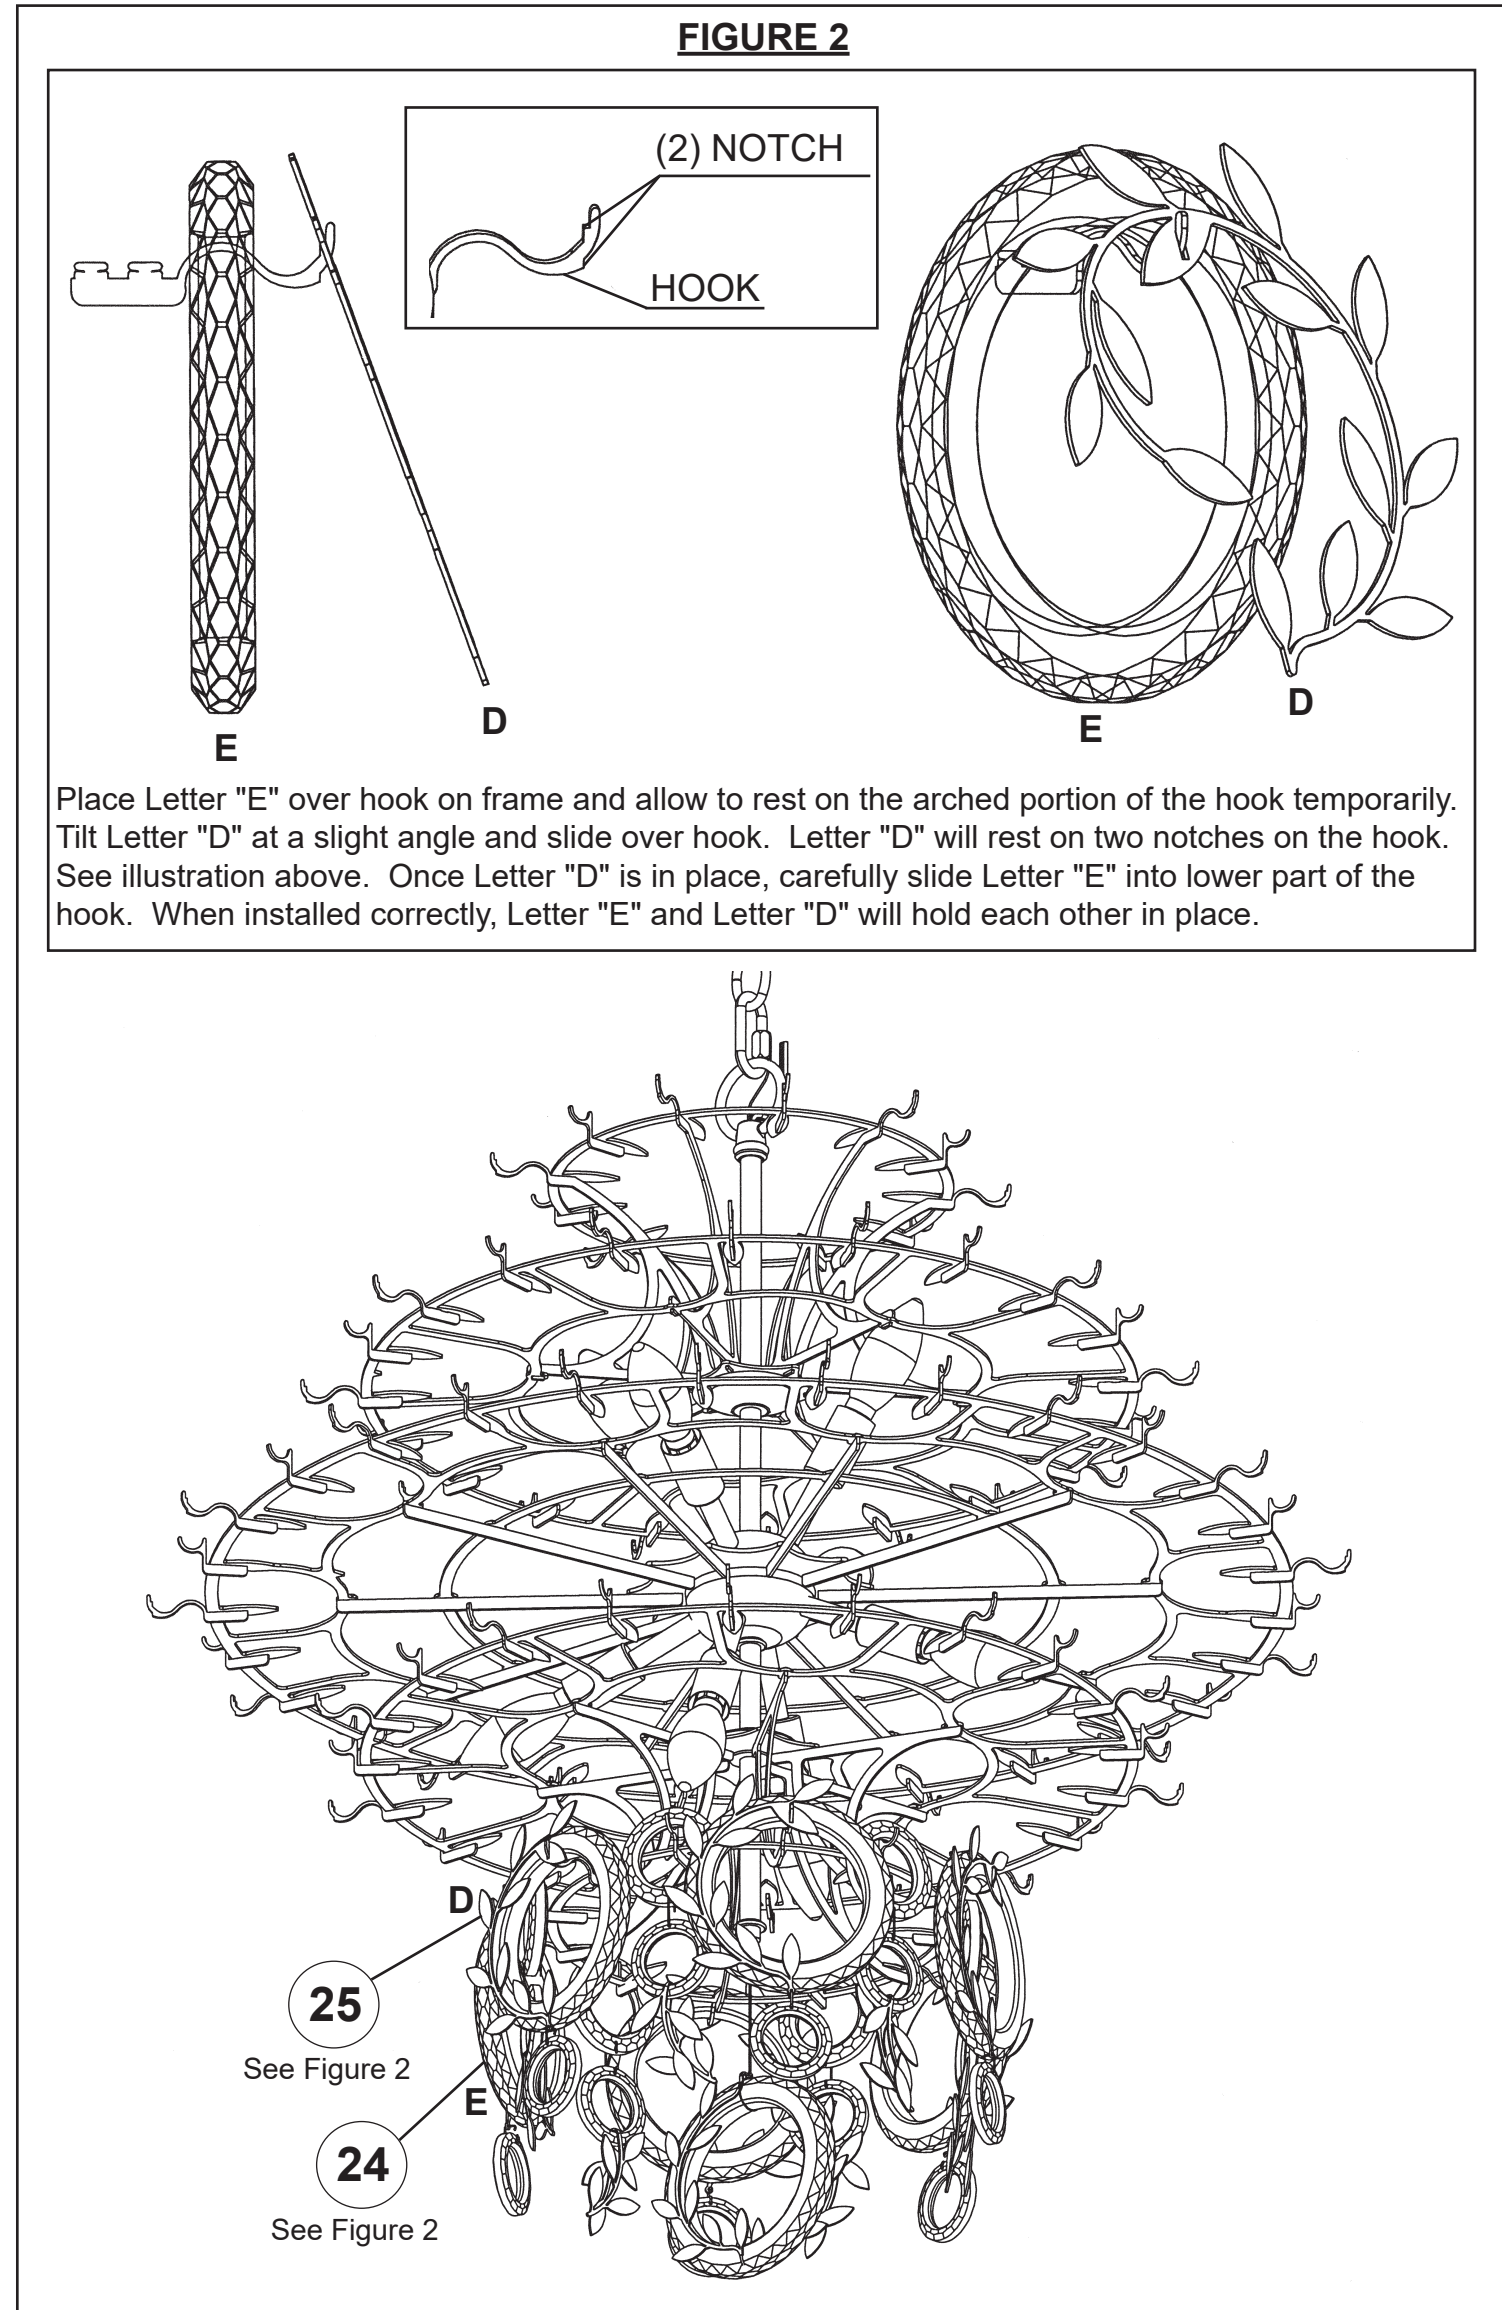 FIGURE 2
(2) NOTCH
HOOK
E
D
E
D
Place Letter "E" over hook on frame and allow to rest on the arched portion of the hook temporarily.
Tilt Letter "D" at a slight angle and slide over hook.  Letter "D" will rest on two notches on the hook.
See illustration above.  Once Letter "D" is in place, carefully slide Letter "E" into lower part of the
hook.  When installed correctly, Letter "E" and Letter "D" will hold each other in place.
D
25
See Figure 2
E
24
See Figure 2